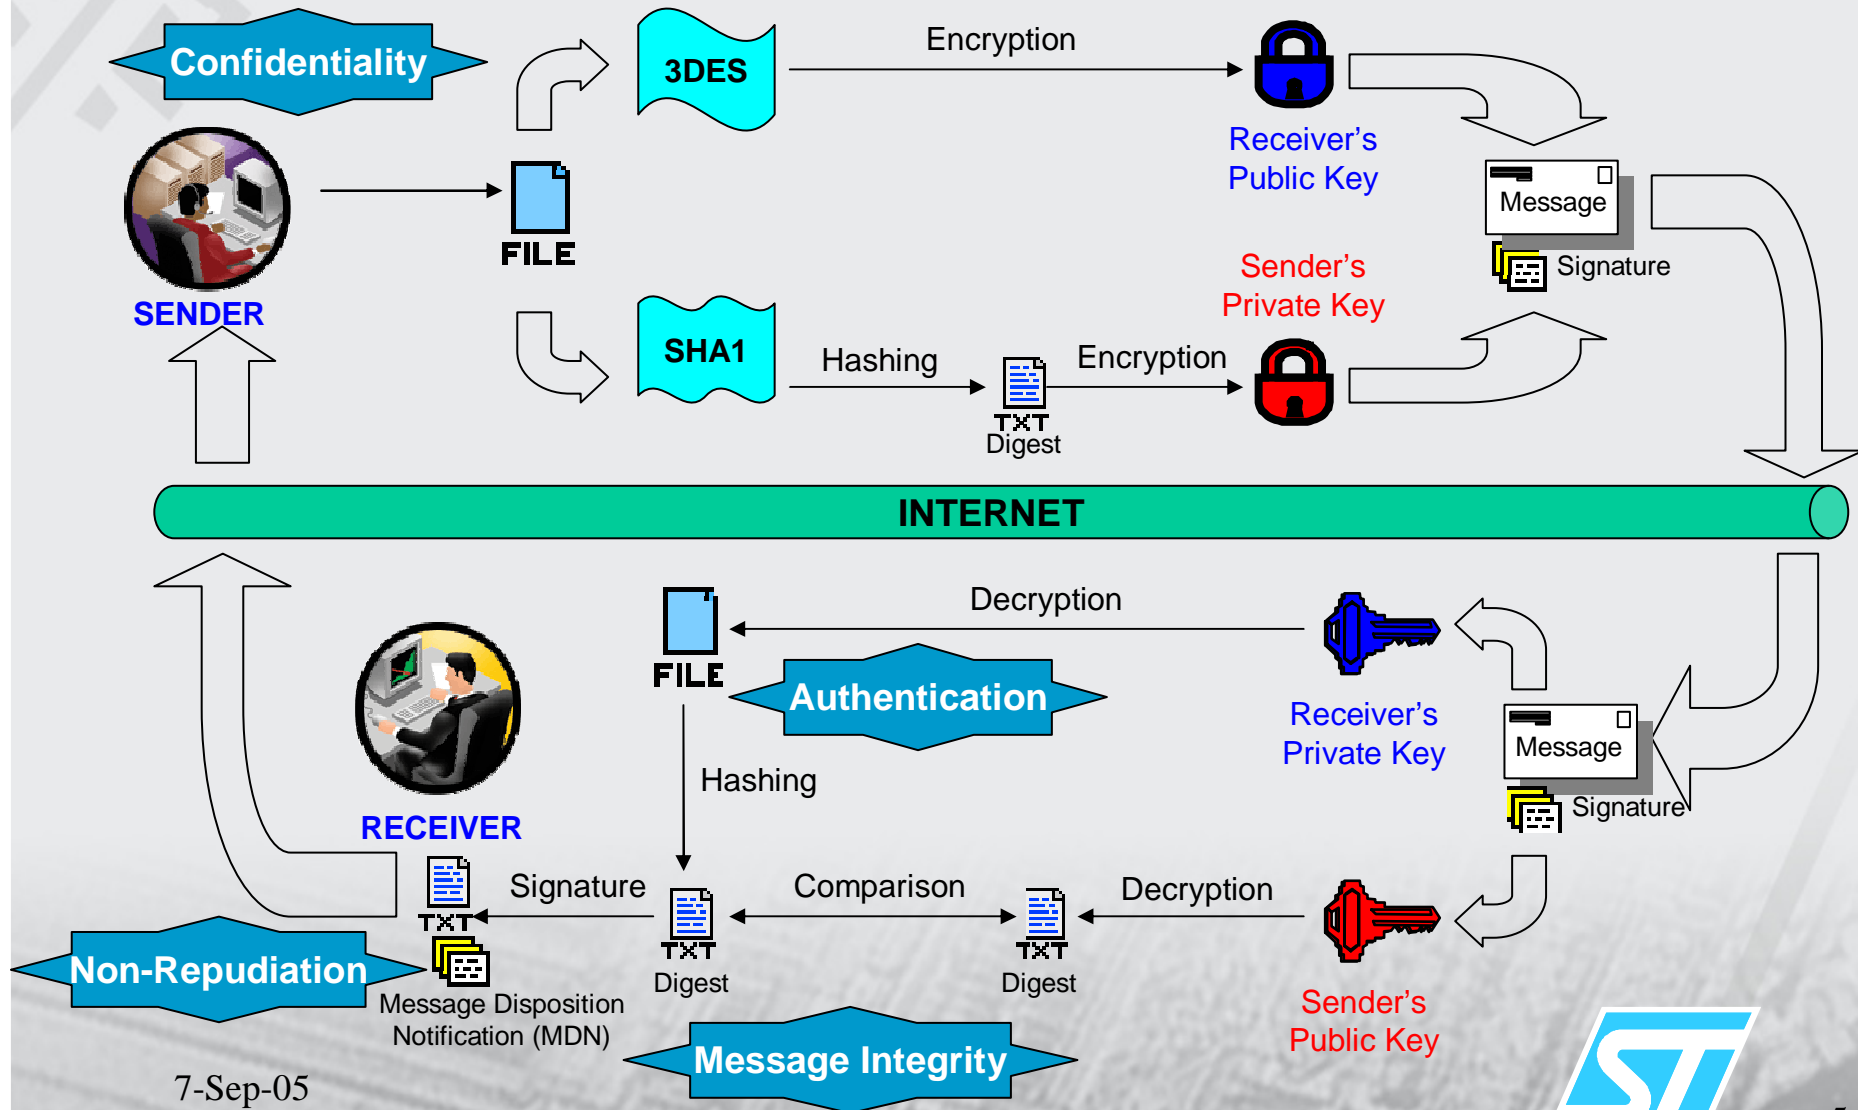 Confidentiality
3DES
Encryption
Receiver's
Public Key
Message
Signature
FILE
SENDER
Sender's
Private Key
SHA1
Hashing
TXT
Digest
Encryption
INTERNET
FILE
Decryption
Authentication
Receiver's
Private Key
Message
Signature
Hashing
RECEIVER
TXT
Signature
TXT
Digest
Comparison
TXT
Digest
Decryption
Sender's
Public Key
Non-Repudiation
Message Disposition
Notification (MDN)
Message Integrity
7-Sep-05
ST